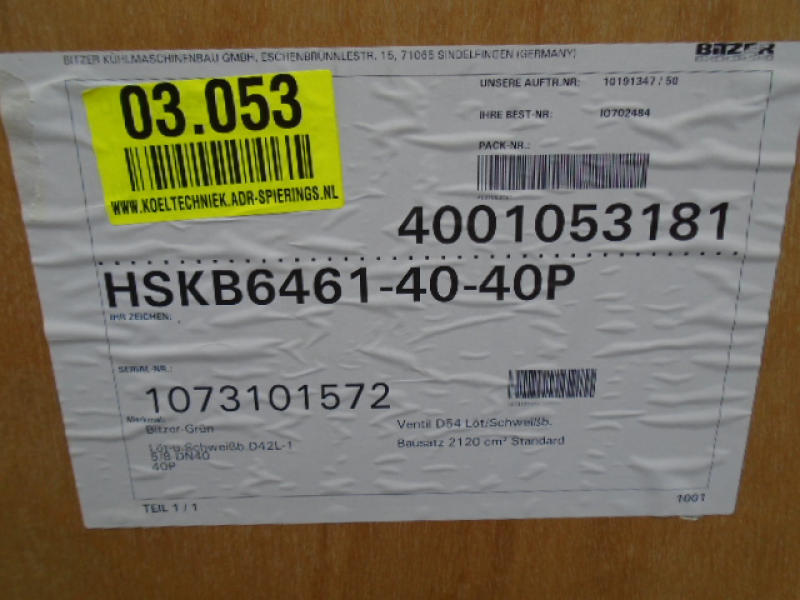 BITZER KÜHLMASCHINENBAU GMBH, ESCHENBRÜNNLESTR. 15, 71065 SINDELFINGEN (GERMANY)
BITZER
03.053
WWW.KOELTECHNIEK.ADR-SPIERINGS.NL
UNSERE AUFTR.NR: 10191347 / 50
IHRE BEST-NR: I0702484
PACK-NR.:
4001053181
HSKB6461-40-40P
IHR ZEICHEN:
SERIAL-NR.:
1073101572
Merkmal:
Bitzer-Grün
Löt-u.Schweißb.D42L-1
5/8 DN40
40P
Ventil D54 Löt/Schweißb.
Bausatz 2120 cm³ Standard
TEIL 1 / 1
1001